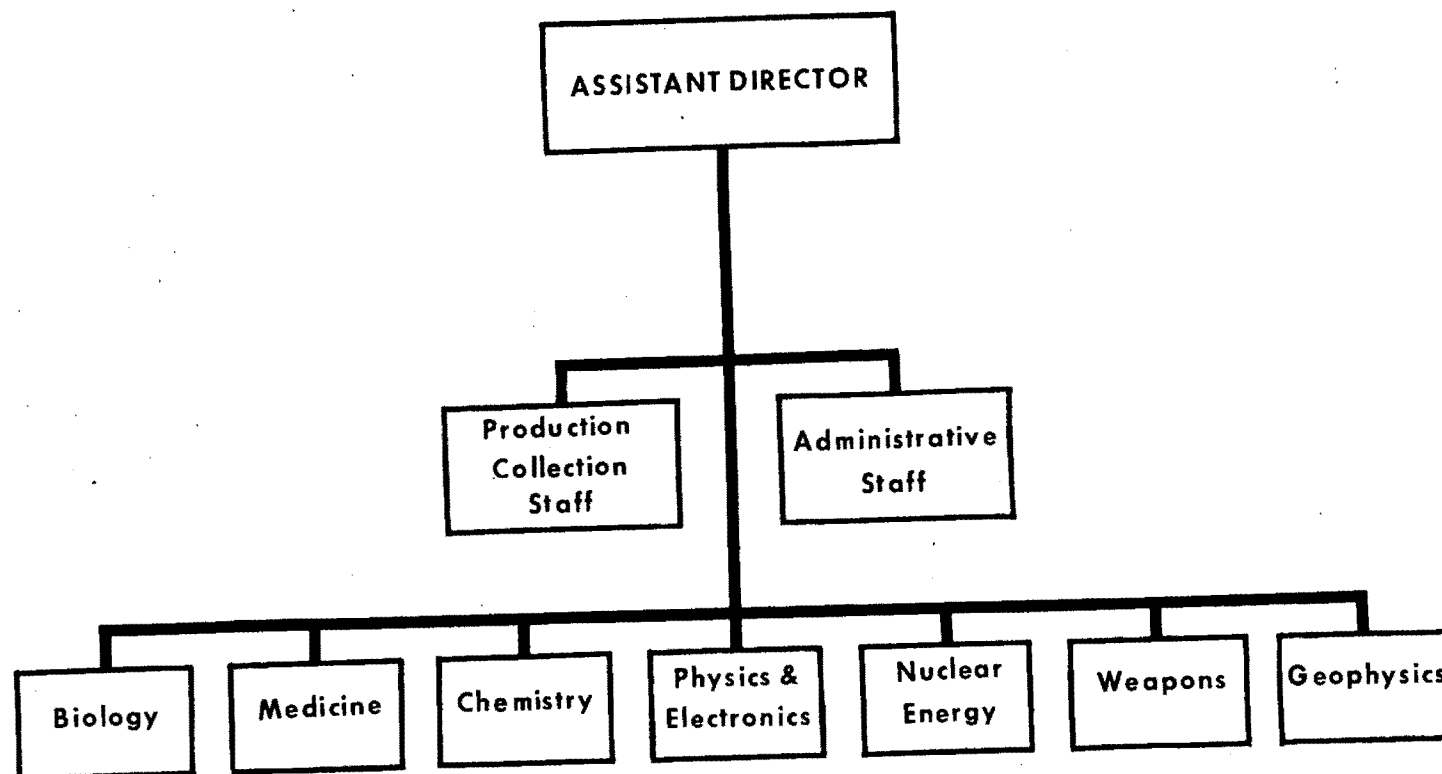 ASSISTANT DIRECTOR
Production
Collection
Staff
Administrative
Staff
Biology
Medicine
Chemistry
Physics &
Electronics
Nuclear
Energy
Weapons
Geophysics